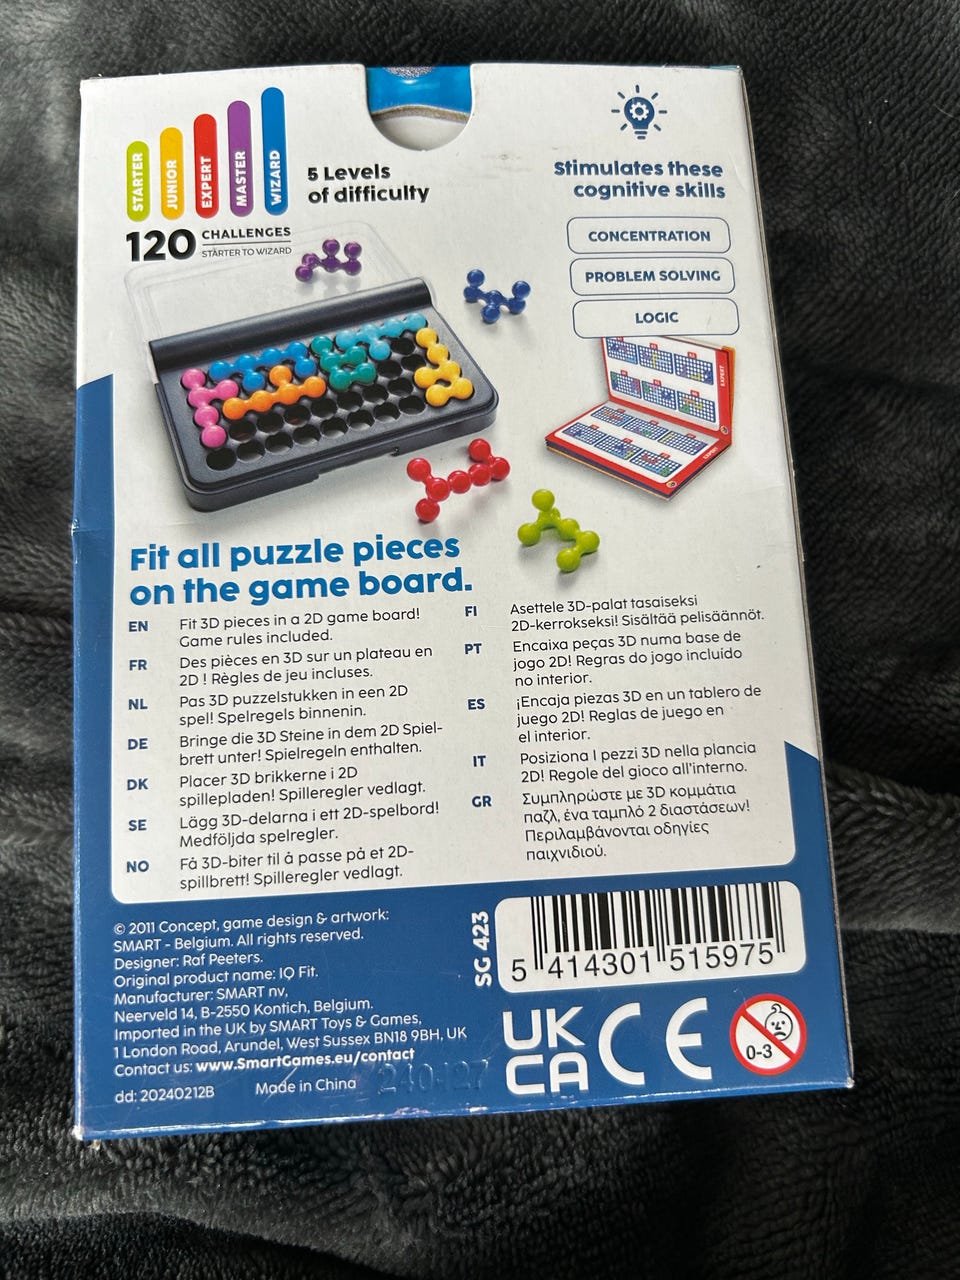 STARTER
JUNIOR
EXPERT
MASTER
WIZARD
5 Levels
of difficulty
120 CHALLENGES
STARTER TO WIZARD
Stimulates these
cognitive skills
CONCENTRATION
PROBLEM SOLVING
LOGIC
EXPERT
EXPERT
Fit all puzzle pieces
on the game board.
EN Fit 3D pieces in a 2D game board!
Game rules included.
FR Des pièces en 3D sur un plateau en
2D ! Règles de jeu incluses.
NL Pas 3D puzzelstukken in een 2D
spel! Spelregels binnenin.
DE Bringe die 3D Steine in dem 2D Spiel-
brett unter! Spielregeln enthalten.
DK Placer 3D brikkerne i 2D
spillepladen! Spilleregler vedlagt.
SE Lägg 3D-delarna i ett 2D-spelbord!
Medföljda spelregler.
NO Få 3D-biter til å passe på et 2D-
spillbrett! Spilleregler vedlagt.
FI Asettele 3D-palat tasaiseksi
2D-kerrokseksi! Sisältää pelisäännöt.
PT Encaixa peças 3D numa base de
jogo 2D! Regras do jogo incluído
no interior.
ES ¡Encaja piezas 3D en un tablero de
juego 2D! Reglas de juego en
el interior.
IT Posiziona I pezzi 3D nella plancia
2D! Regole del gioco all'interno.
GR Συμπληρώστε με 3D κομμάτια
παζλ, ένα ταμπλό 2 διαστάσεων!
Περιλαμβάνονται οδηγίες
παιχνιδιού.
© 2011 Concept, game design & artwork:
SMART - Belgium. All rights reserved.
Designer: Raf Peeters.
Original product name: IQ Fit.
Manufacturer: SMART nv,
Neerveld 14, B-2550 Kontich, Belgium.
Imported in the UK by SMART Toys & Games,
1 London Road, Arundel, West Sussex BN18 9BH, UK
Contact us: www.SmartGames.eu/contact
dd: 20240212B Made in China 240127
SG 423
5 414301 515975
UK
CA
CE
0-3